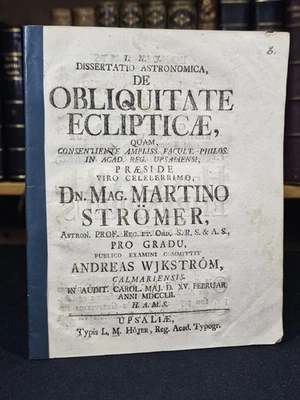 I. N. J.
DISSERTATIO ASTRONOMICA,
DE
OBLIQUITATE
ECLIPTICÆ,
QUAM,
CONSENTIENTE AMPLISS. FACULT. PHILOS.
IN ACAD. REG. UPSALIENSI,
PRÆSIDE
VIRO CELEBERRIMO,
DN. MAG. MARTINO
STRÖMER,
ASTRON. PROF. REG. ET. ORD. S. R. S. & A. S.,
PRO GRADU,
PUBLICO EXAMINI COMMITTIT
ANDREAS WJKSTRÖM,
CALMARIENSIS.
IN AUDIT. CAROL. MAJ. D. XV. FEBRUAR.
ANNI MDCCLII.
H. A. M. S.
UPSALIÆ,
Typis L. M. HÖJER, Reg. Acad. Typogr.